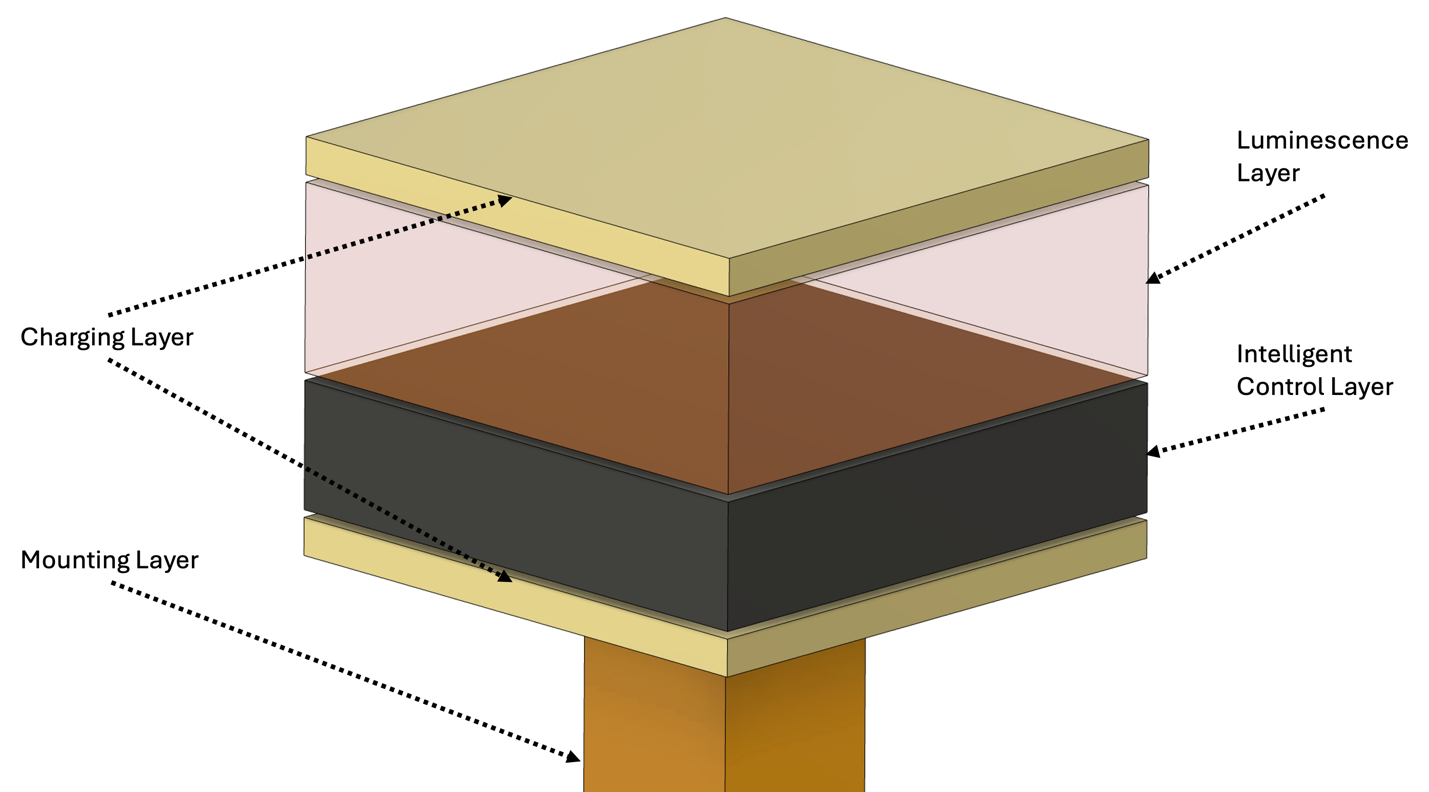 Luminescence
Layer
Charging Layer
Intelligent
Control Layer
Mounting Layer